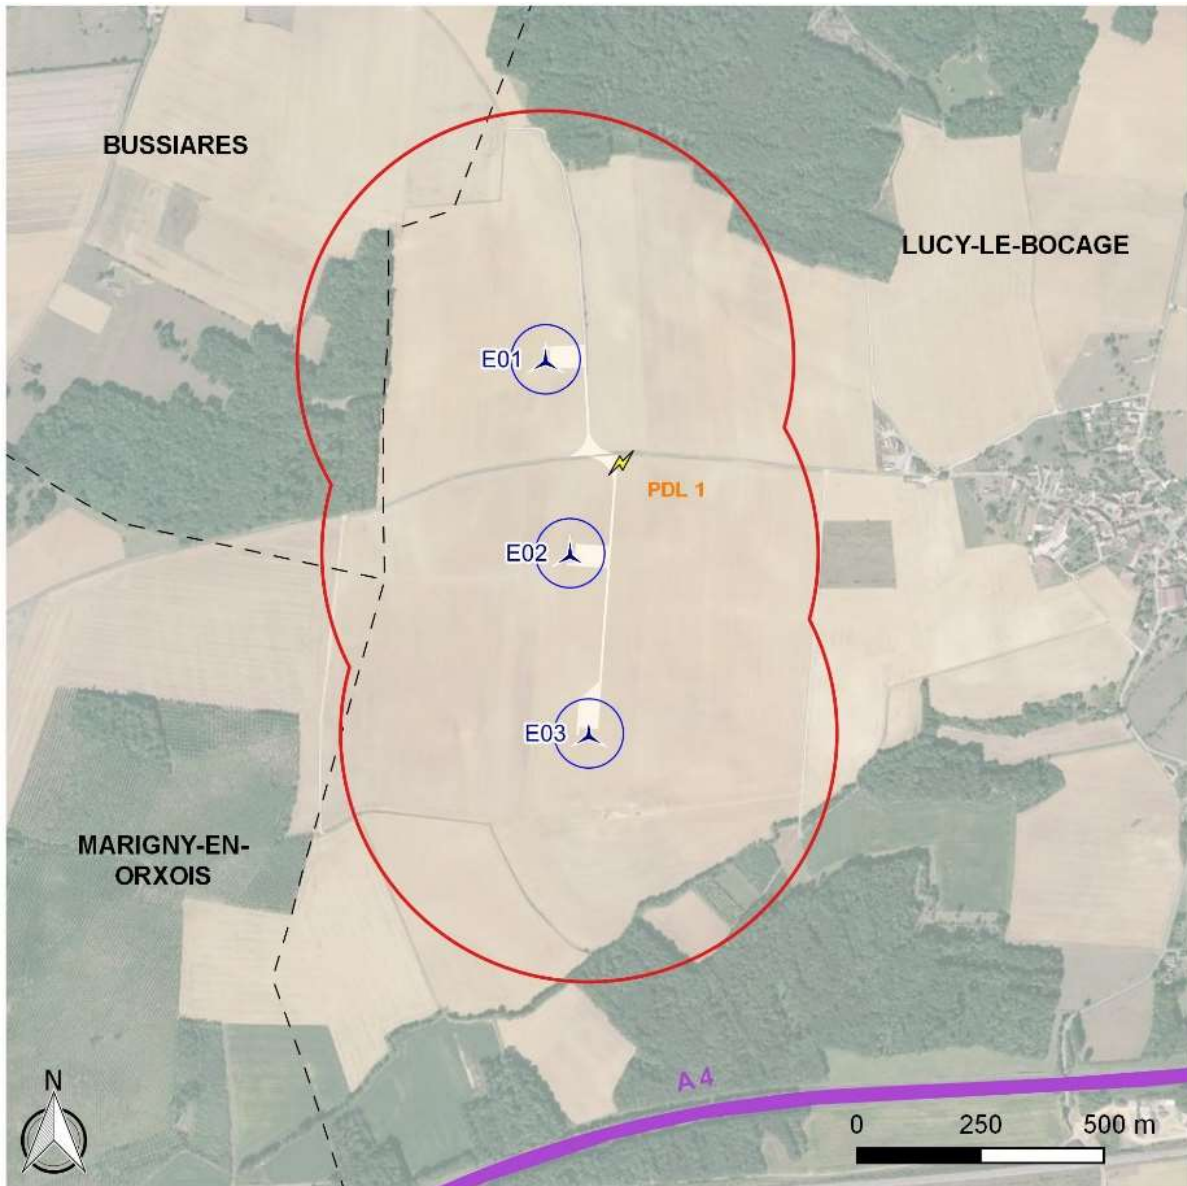 BUSSIARES
LUCY-LE-BOCAGE
E01
PDL 1
E02
E03
MARIGNY-EN-
ORXOIS
A 4
N
0 250 500 m